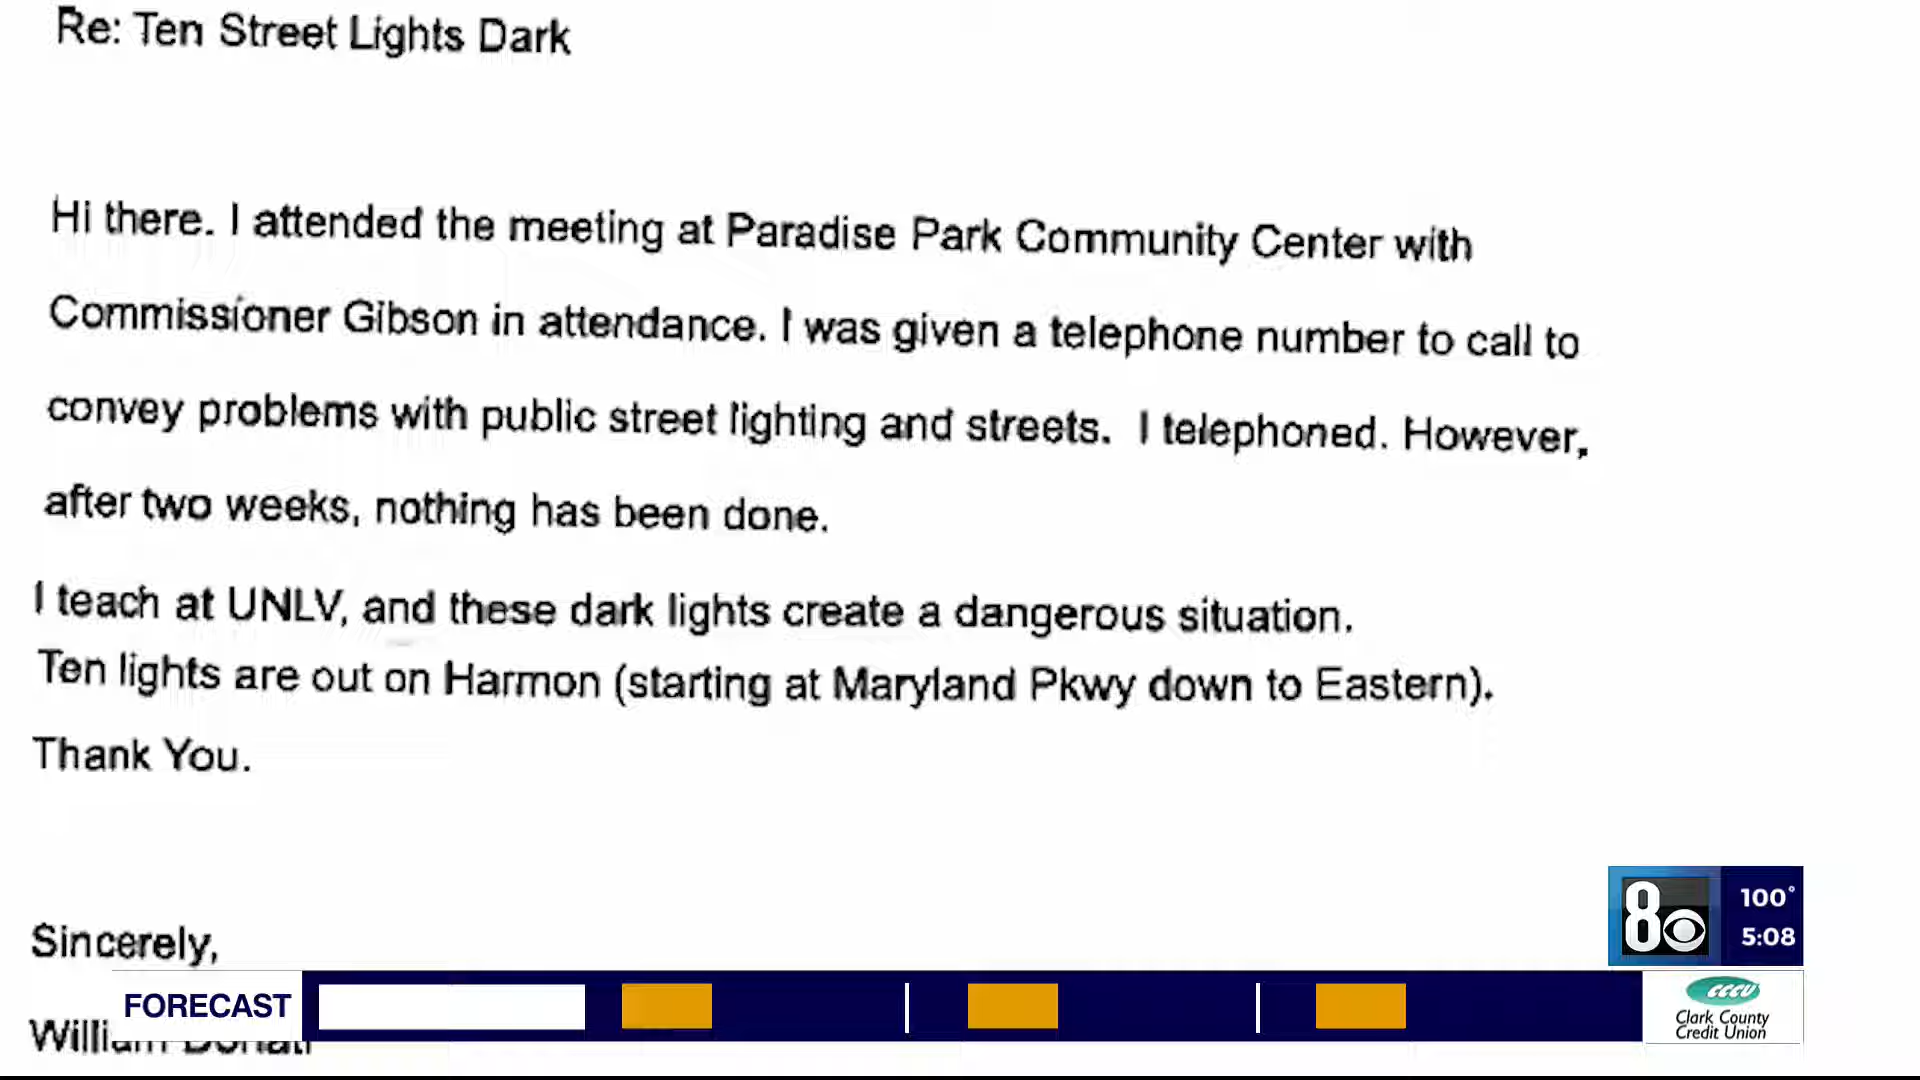 Re: Ten Street Lights Dark
Hi there. I attended the meeting at Paradise Park Community Center with
Commissioner Gibson in attendance. I was given a telephone number to call to
convey problems with public street lighting and streets. I telephoned. However,
after two weeks, nothing has been done.
I teach at UNLV, and these dark lights create a dangerous situation.
Ten lights are out on Harmon (starting at Maryland Pkwy down to Eastern).
Thank You.
Sincerely,
8
100°
5:08
FORECAST
CCCU
Clark County
Credit Union